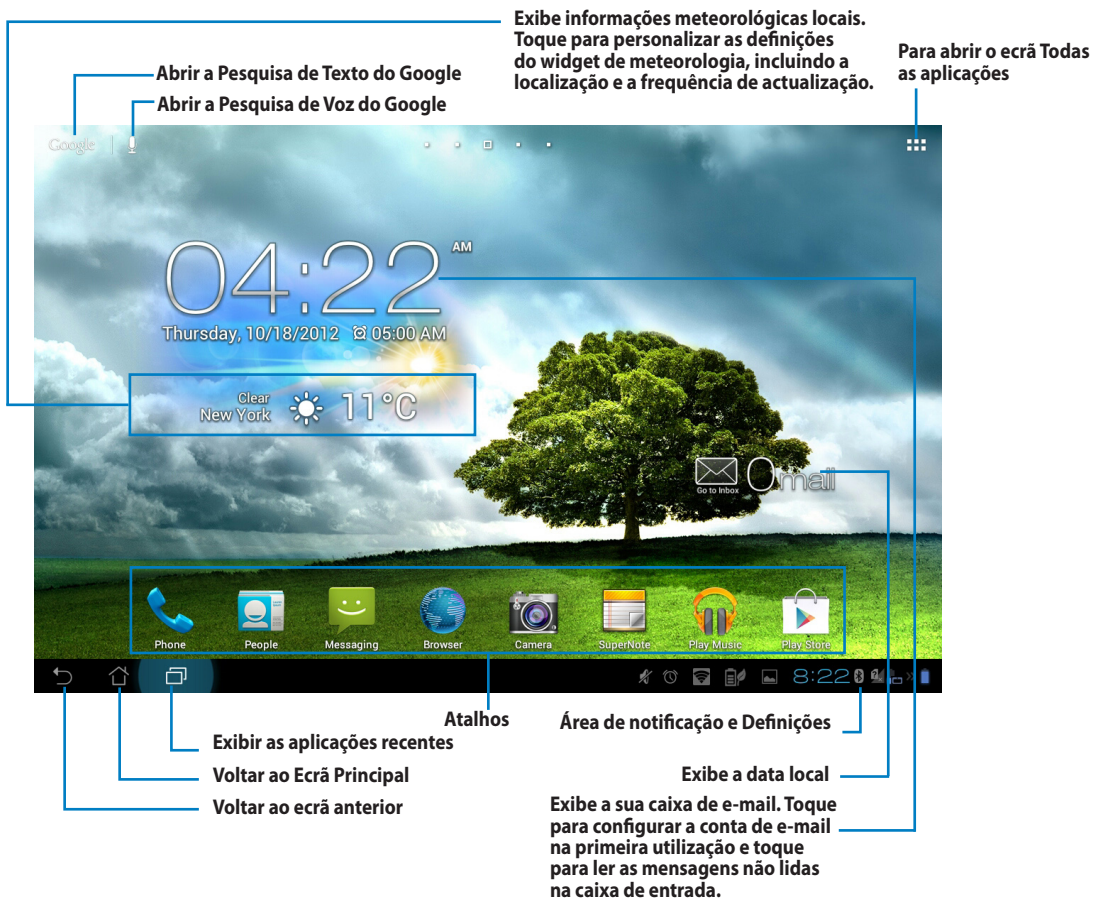 Exibe informações meteorológicas locais.
Toque para personalizar as definições
do widget de meteorologia, incluindo a
localização e a frequência de actualização.
Para abrir o ecrã Todas
as aplicações
Abrir a Pesquisa de Texto do Google
Abrir a Pesquisa de Voz do Google
Google
04:22 AM
Thursday, 10/18/2012 05:00 AM
Clear
New York
11°C
Go to Inbox
0mail
Phone
People
Messaging
Browser
Camera
SuperNote
Play Music
Play Store
8:22
Atalhos
Área de notificação e Definições
Exibir as aplicações recentes
Voltar ao Ecrã Principal
Exibe a data local
Voltar ao ecrã anterior
Exibe a sua caixa de e-mail. Toque
para configurar a conta de e-mail
na primeira utilização e toque
para ler as mensagens não lidas
na caixa de entrada.